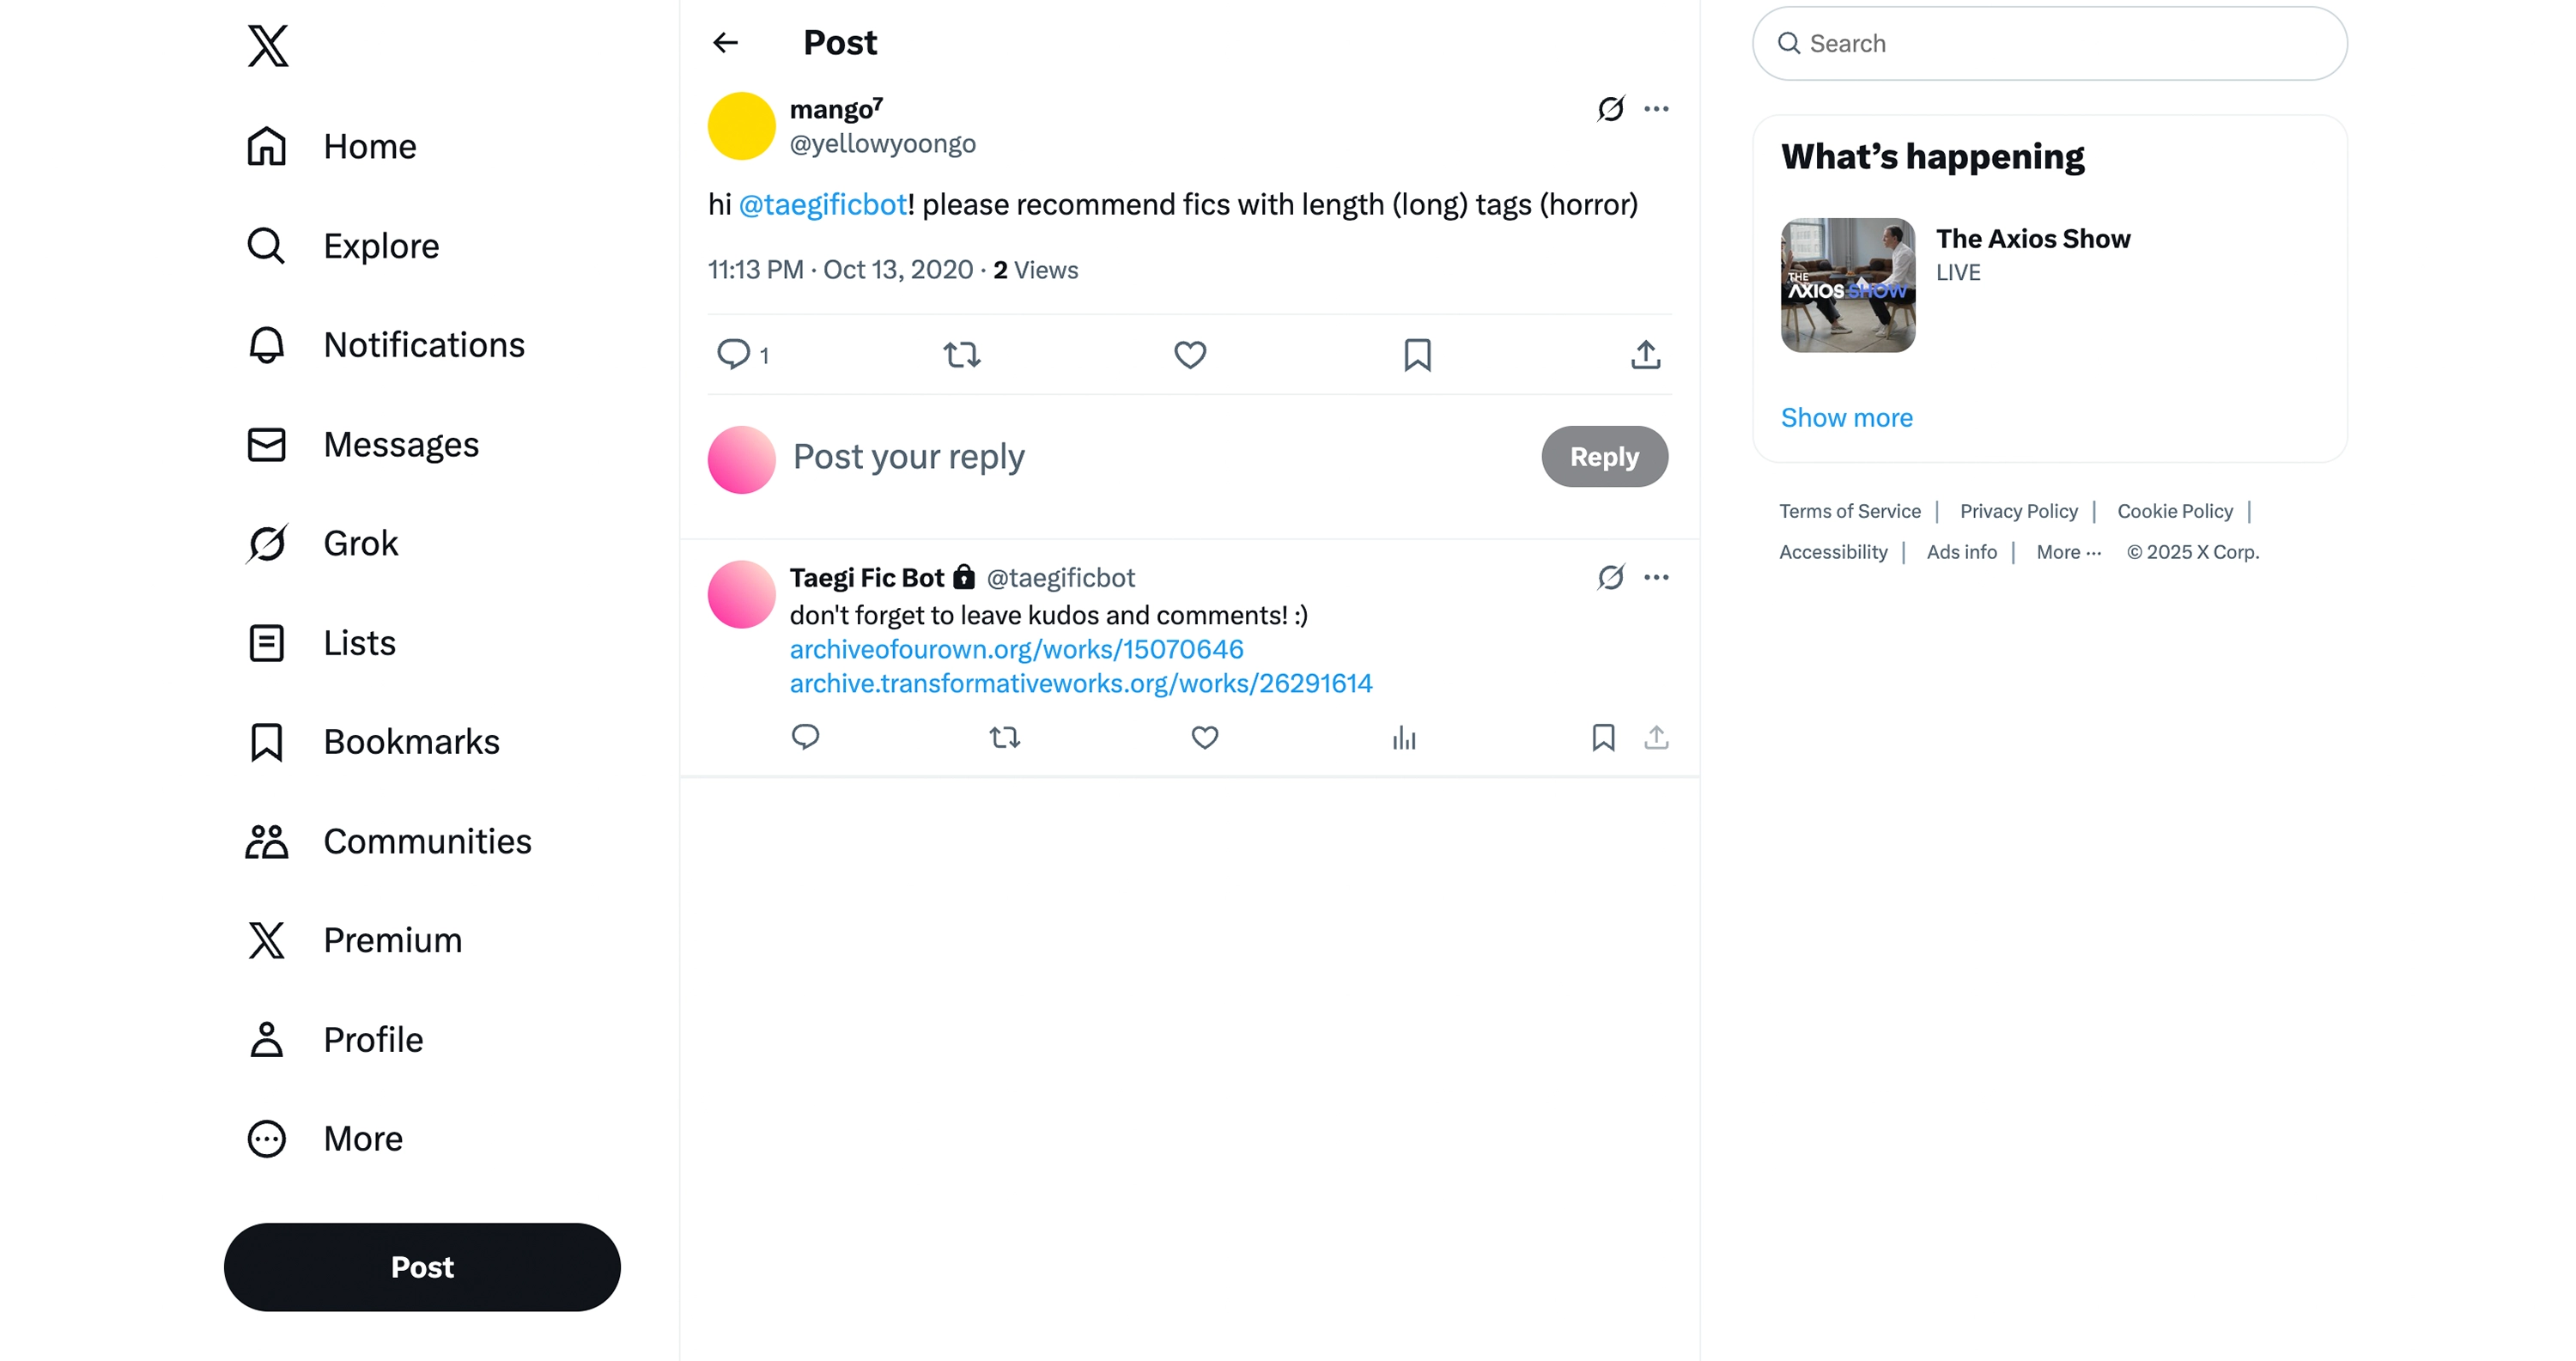 Home
Explore
Notifications
Messages
Grok
Lists
Bookmarks
Communities
Premium
Profile
More
Post
Post
mango⁷
@yellowyoongo
hi @taegificbot! please recommend fics with length (long) tags (horror)
11:13 PM · Oct 13, 2020 · 2 Views
1
Post your reply
Reply
Taegi Fic Bot @taegificbot
don't forget to leave kudos and comments! :)
archiveofourown.org/works/15070646
archive.transformativeworks.org/works/26291614
Search
What's happening
THE
AXIOS SHOW
The Axios Show
LIVE
Show more
Terms of Service | Privacy Policy | Cookie Policy |
Accessibility | Ads info | More ··· © 2025 X Corp.